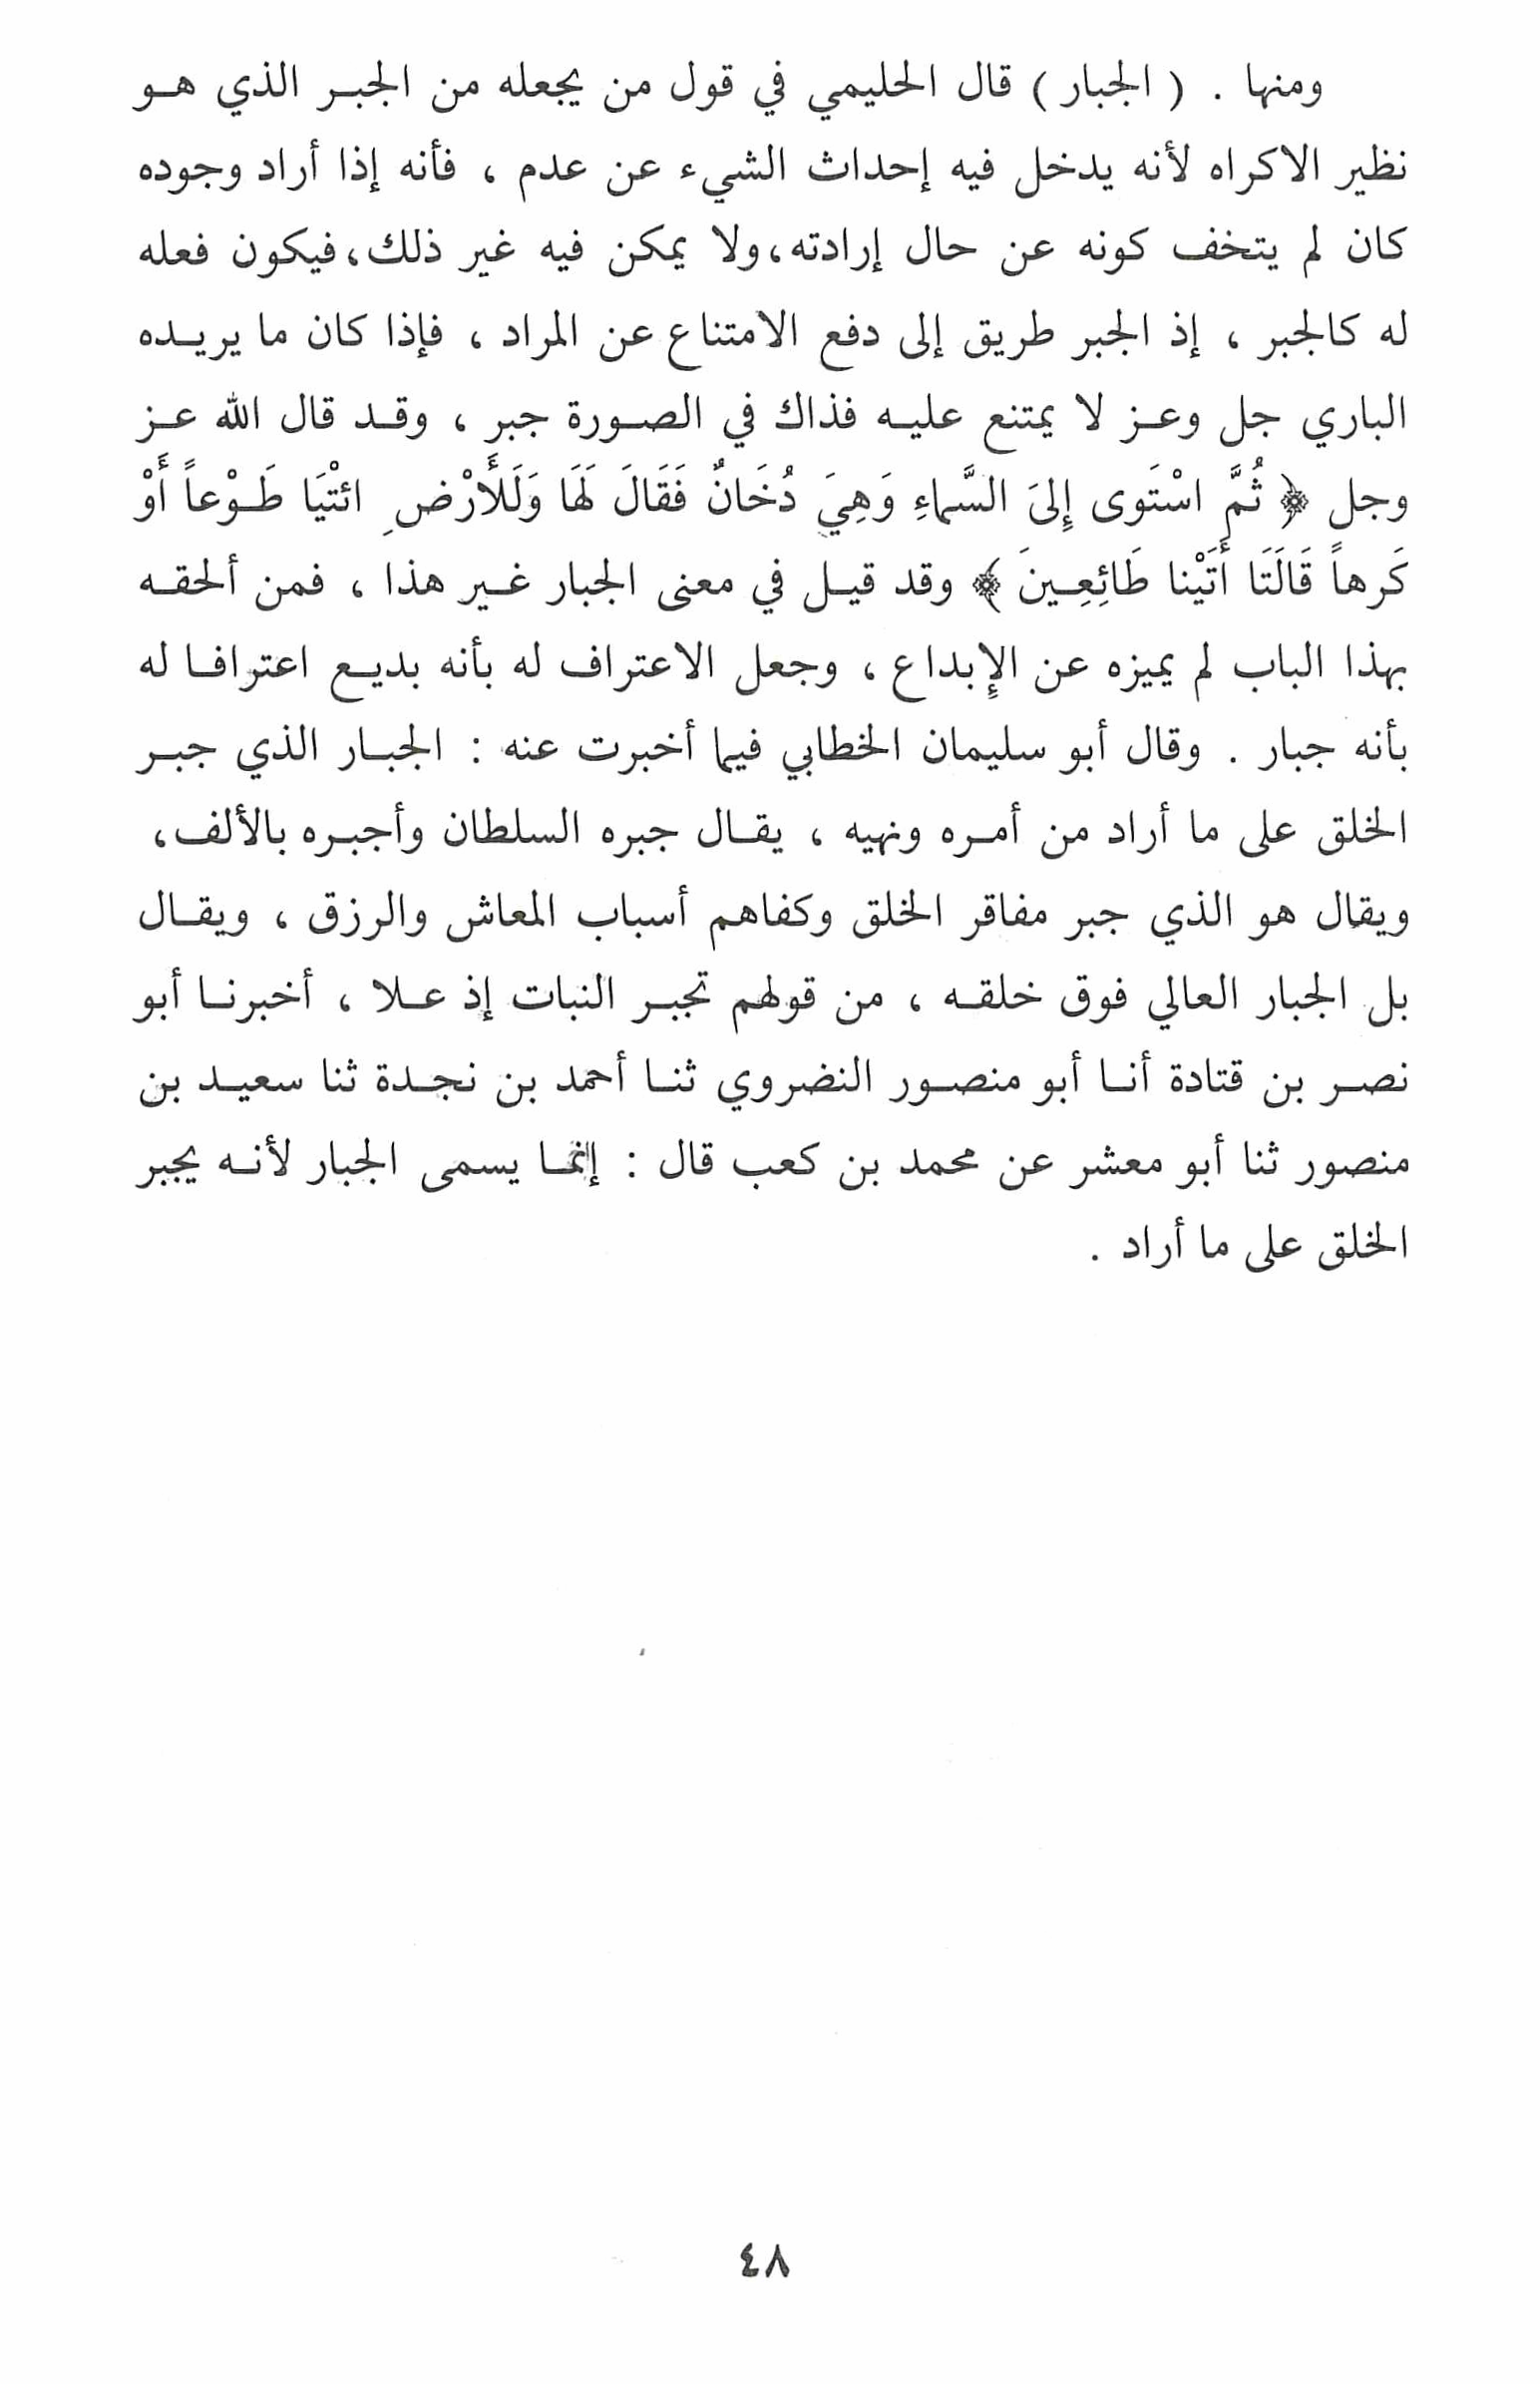 ومنها . ( الجبار ) قال الحليمي في قول من يجعله من الجبر الذي هو
نظير الاكراه لأنه يدخل فيه إحداث الشيء عن عدم ، فأنه إذا أراد وجوده
كان لم يتخف كونه عن حال إرادته ، ولا يمكن فيه غير ذلك ، فيكون فعله
له كالجبر ، إذ الجبر طريق إلى دفع الامتناع عن المراد ، فإذا كان ما يريده
الباري جل وعز لا يمتنع عليه فذاك في الصورة جبر ، وقد قال الله عز
وجل ﴿ ثُمَّ اسْتَوى إِلىَ السَّماءِ وَهِيَ دُخَانٌ فَقَالَ لَهَا وَلَلأَرْضِ ائتْيَا طَوْعاً أَوْ
كَرهاً قَالَتَا أَتَيْنا طَائِعِينَ ﴾ وقد قيل في معنى الجبار غير هذا ، فمن ألحقه
بهذا الباب لم يميزه عن الإبداع ، وجعل الاعتراف له بأنه بديع اعترافا له
بأنه جبار . وقال أبو سليمان الخطابي فيما أخبرت عنه : الجبار الذي جبر
الخلق على ما أراد من أمره ونهيه ، يقال جبره السلطان وأجبره بالألف ،
ويقال هو الذي جبر مفاقر الخلق وكفاهم أسباب المعاش والرزق ، ويقال
بل الجبار العالي فوق خلقه ، من قولهم تجبر النبات إذ علا ، أخبرنا أبو
نصر بن قتادة أنا أبو منصور النضروي ثنا أحمد بن نجدة ثنا سعيد بن
منصور ثنا أبو معشر عن محمد بن كعب قال : إنما يسمى الجبار لأنه يجبر
الخلق على ما أراد .
٤٨